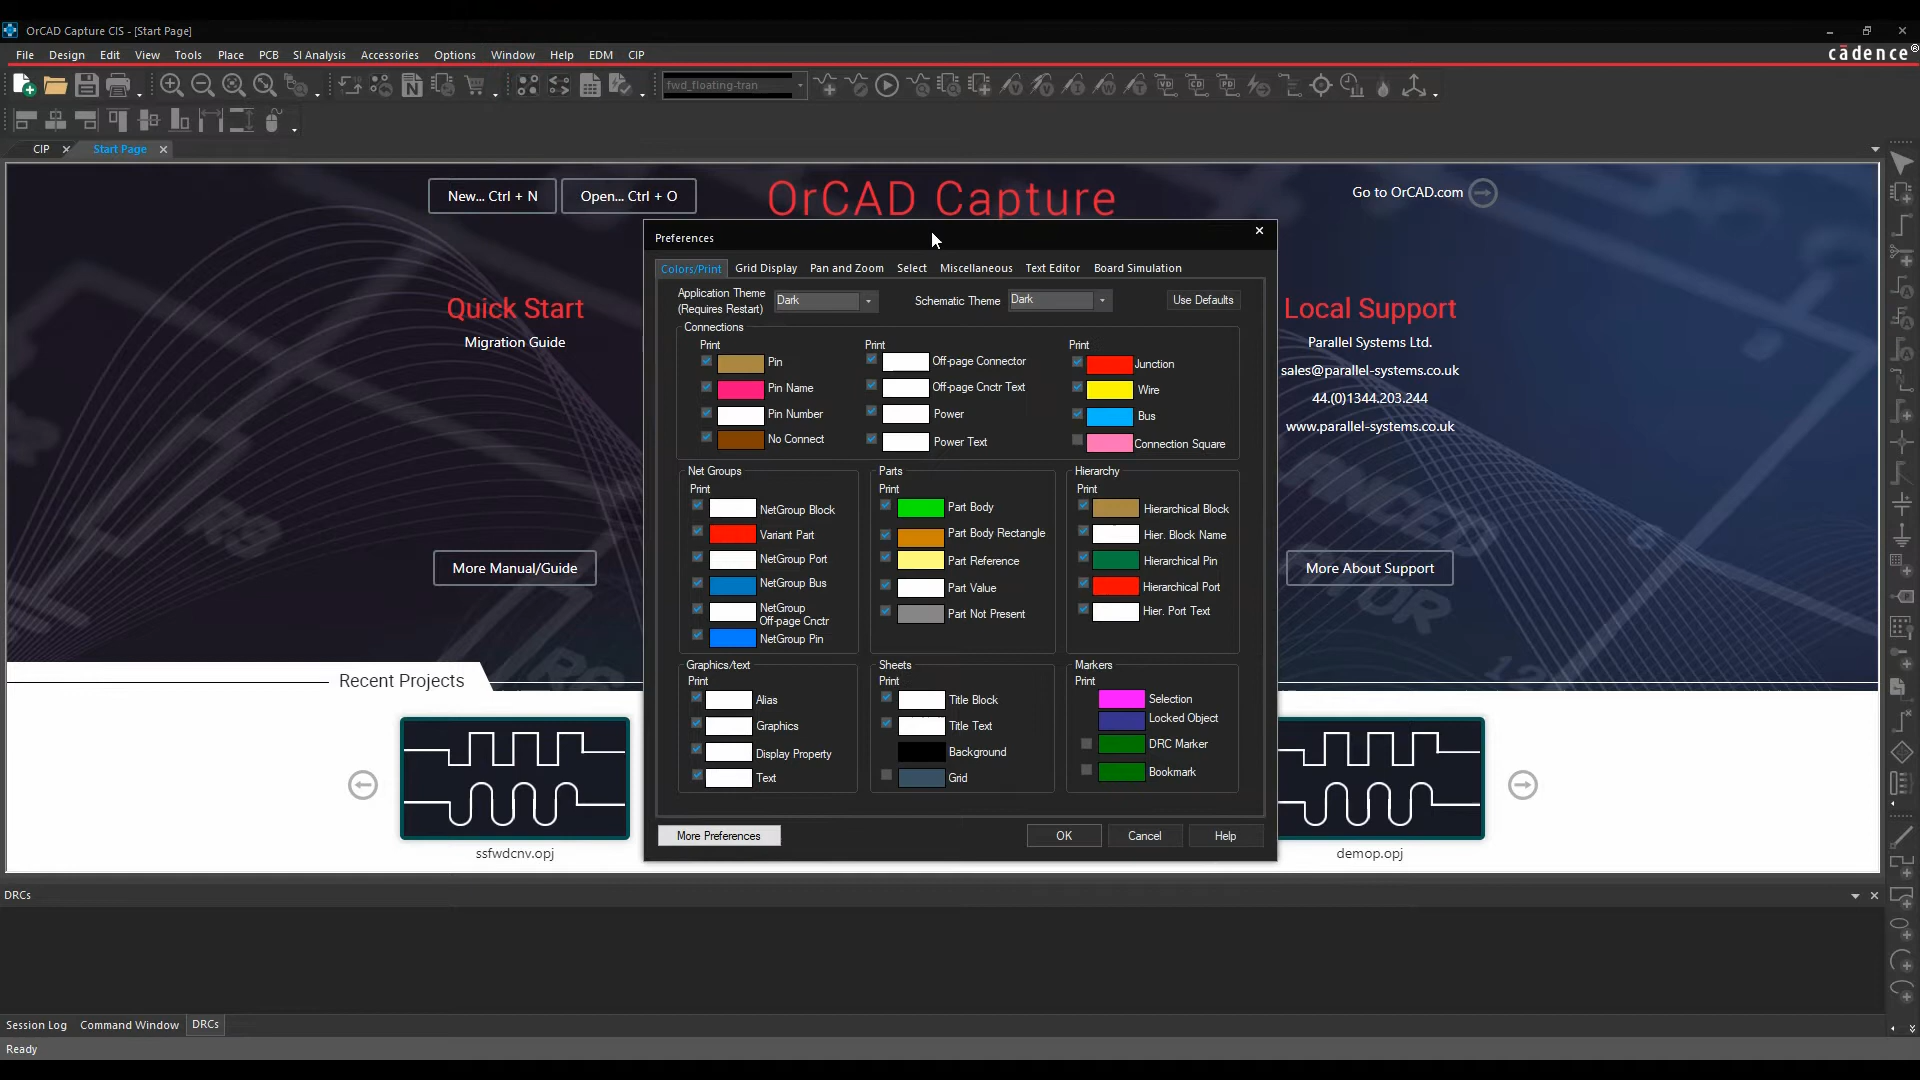 OrCAD Capture CIS - [Start Page]
File Design Edit View Tools Place PCB SI Analysis Accessories Options Window Help EDM CIP
cādence®
fwd_floating-tran
CIP Start Page
New... Ctrl + N Open... Ctrl + O OrCAD Capture Go to OrCAD.com
Preferences
Colors/Print Grid Display Pan and Zoom Select Miscellaneous Text Editor Board Simulation
Application Theme (Requires Restart) Dark Schematic Theme Dark Use Defaults
Quick Start
Migration Guide
More Manual/Guide
Connections
Print
Pin
Pin Name
Pin Number
No Connect
Print
Off-page Connector
Off-page Cnctr Text
Power
Power Text
Print
Junction
Wire
Bus
Connection Square
Net Groups
Print
NetGroup Block
Variant Part
NetGroup Port
NetGroup Bus
NetGroup
Off-page Cnctr
NetGroup Pin
Parts
Print
Part Body
Part Body Rectangle
Part Reference
Part Value
Part Not Present
Hierarchy
Print
Hierarchical Block
Hier. Block Name
Hierarchical Pin
Hierarchical Port
Hier. Port Text
Graphics/text
Print
Alias
Graphics
Display Property
Text
Sheets
Print
Title Block
Title Text
Background
Grid
Markers
Print
Selection
Locked Object
DRC Marker
Bookmark
More Preferences OK Cancel Help
Local Support
Parallel Systems Ltd.
sales@parallel-systems.co.uk
44.(0)1344.203.244
www.parallel-systems.co.uk
More About Support
Recent Projects
ssfwdcnv.opj demop.opj
DRCs
Session Log Command Window DRCs
Ready